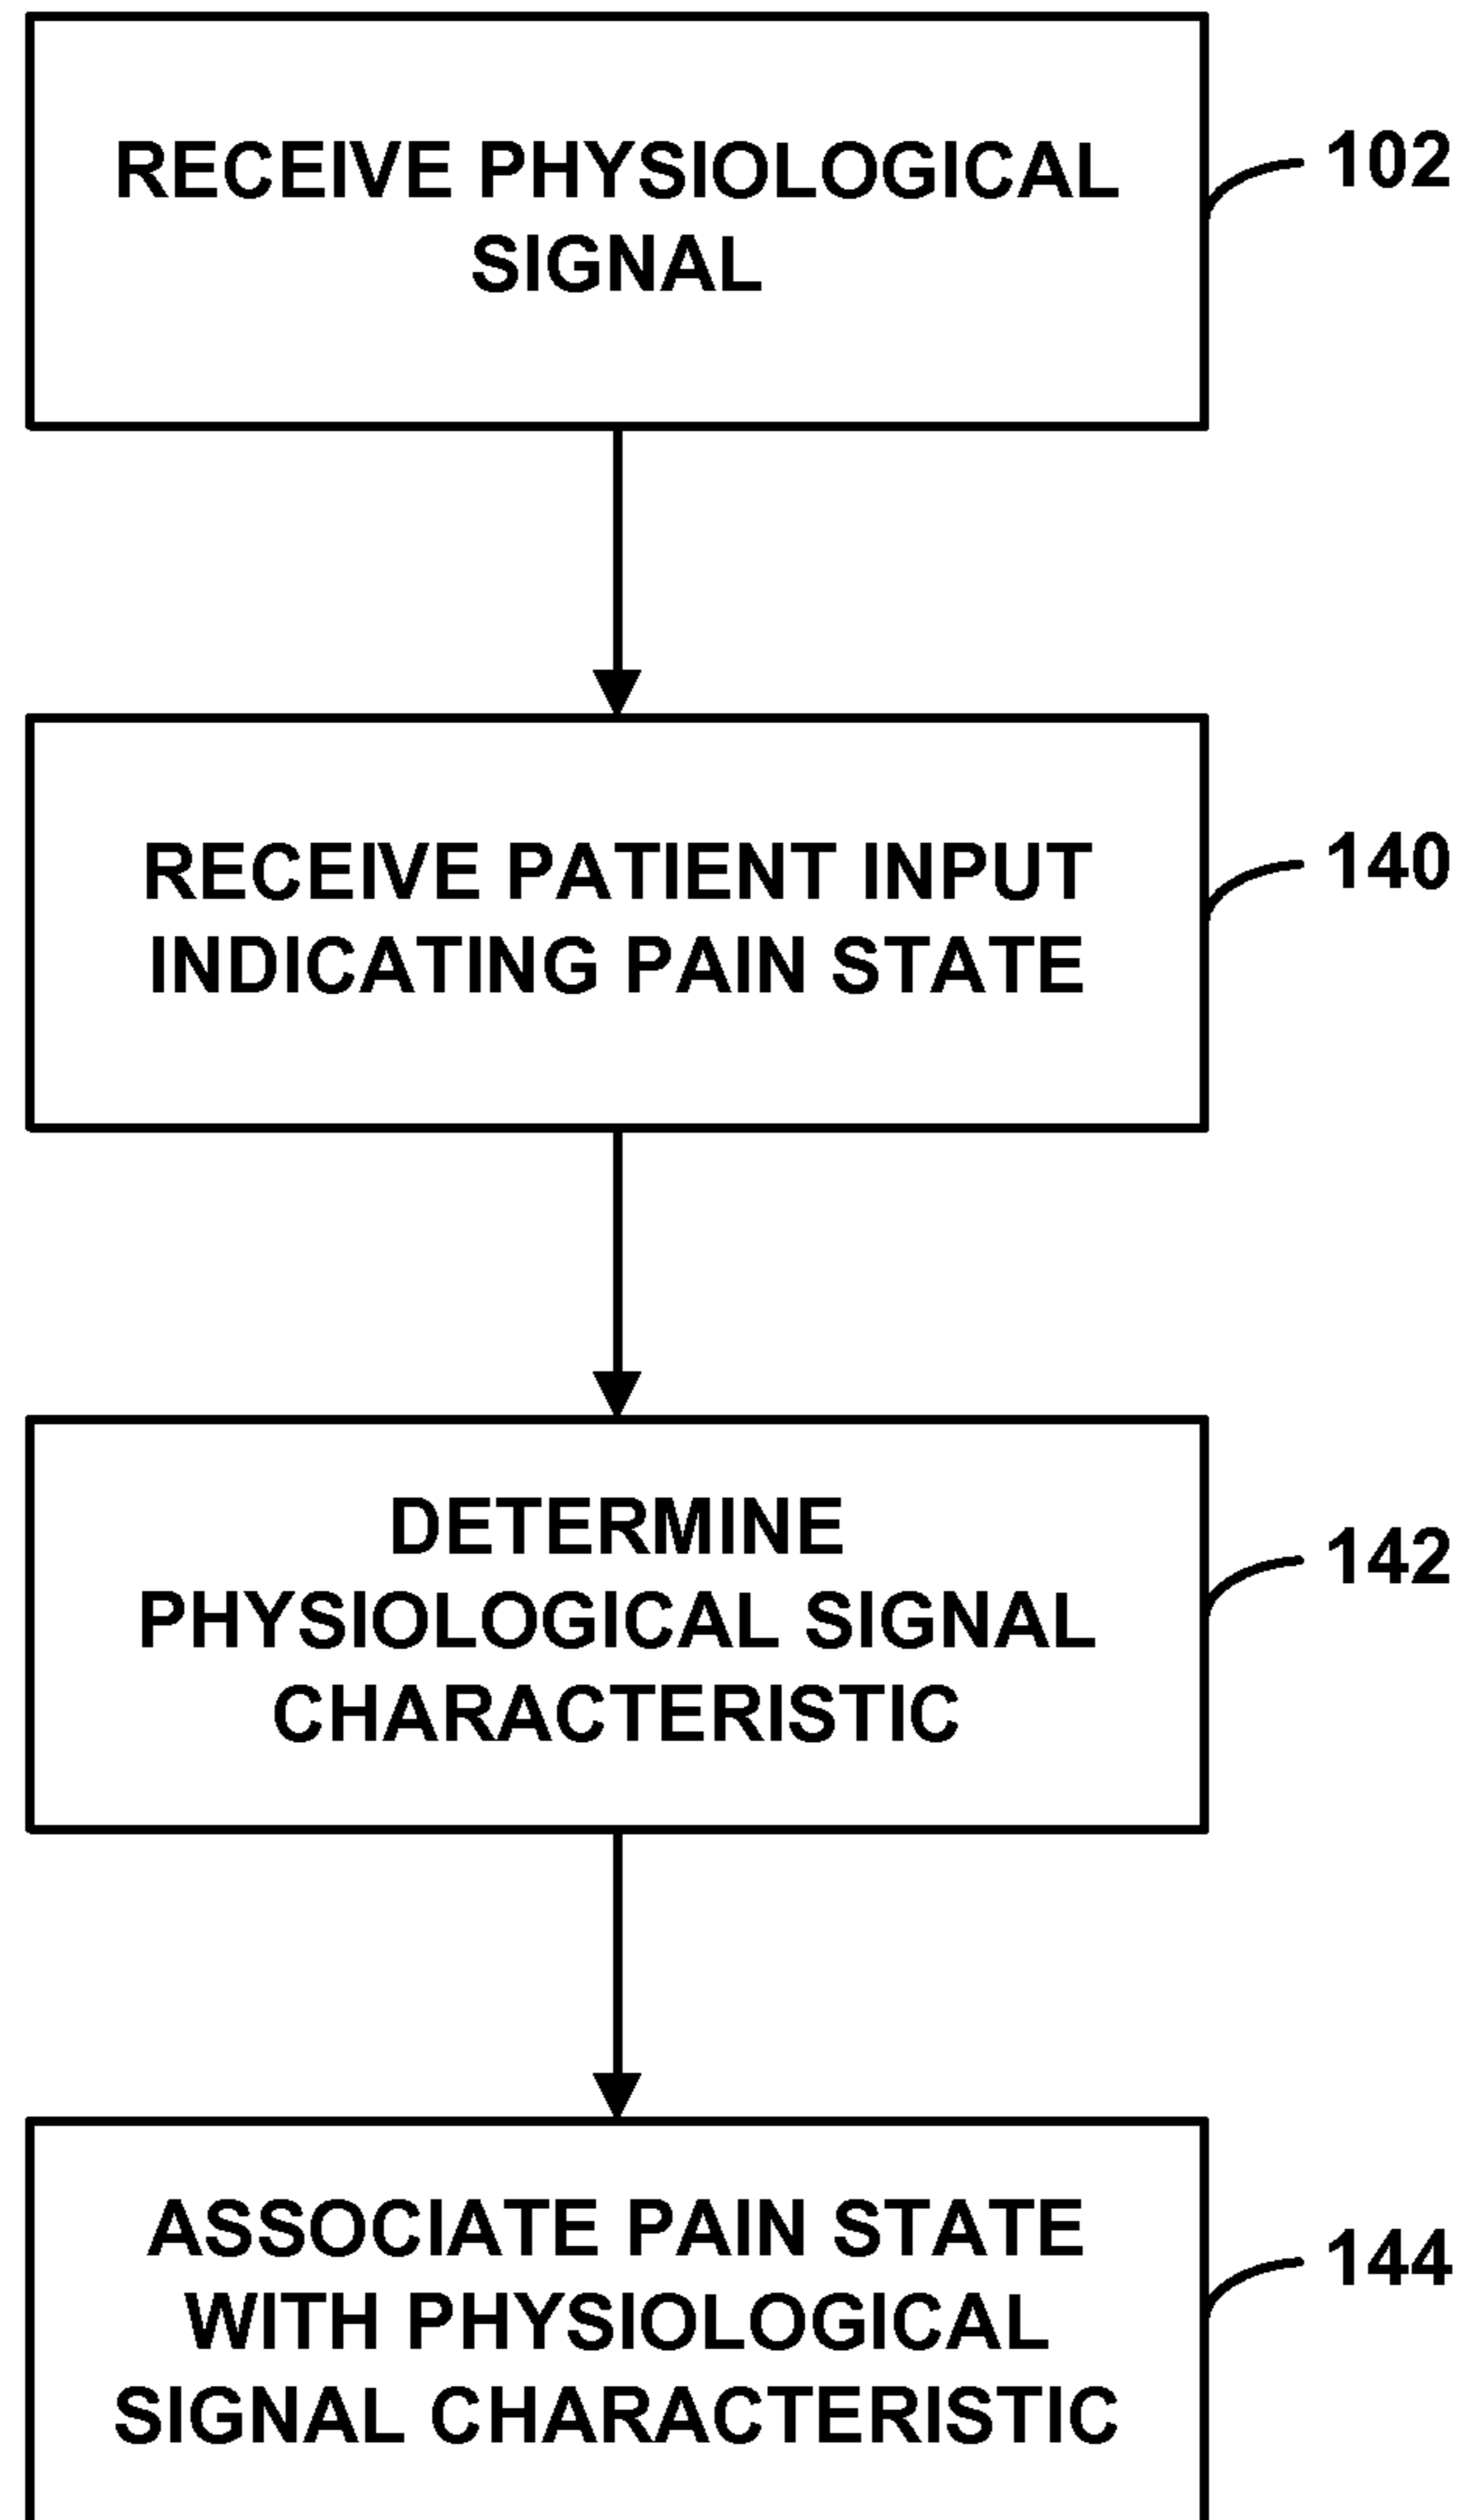 RECEIVE PHYSIOLOGICAL
SIGNAL
102
RECEIVE PATIENT INPUT
INDICATING PAIN STATE
140
DETERMINE
PHYSIOLOGICAL SIGNAL
CHARACTERISTIC
142
ASSOCIATE PAIN STATE
WITH PHYSIOLOGICAL
SIGNAL CHARACTERISTIC
144